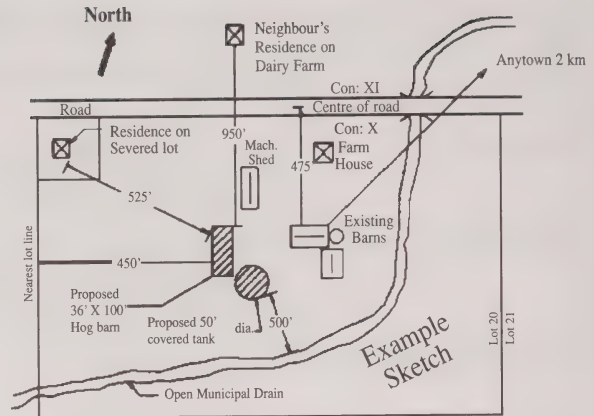 North
Neighbour's
Residence on
Dairy Farm
Anytown 2 km
Con: XI
Road
Centre of road
Con: X
Residence on
Severed lot
950'
Mach.
Shed
475'
Farm
House
525'
Existing
Barns
Nearest lot line
450'
Proposed
36' X 100'
Hog barn
Proposed 50'
covered tank
dia.
500'
Example
Sketch
Lot 20
Lot 21
Open Municipal Drain